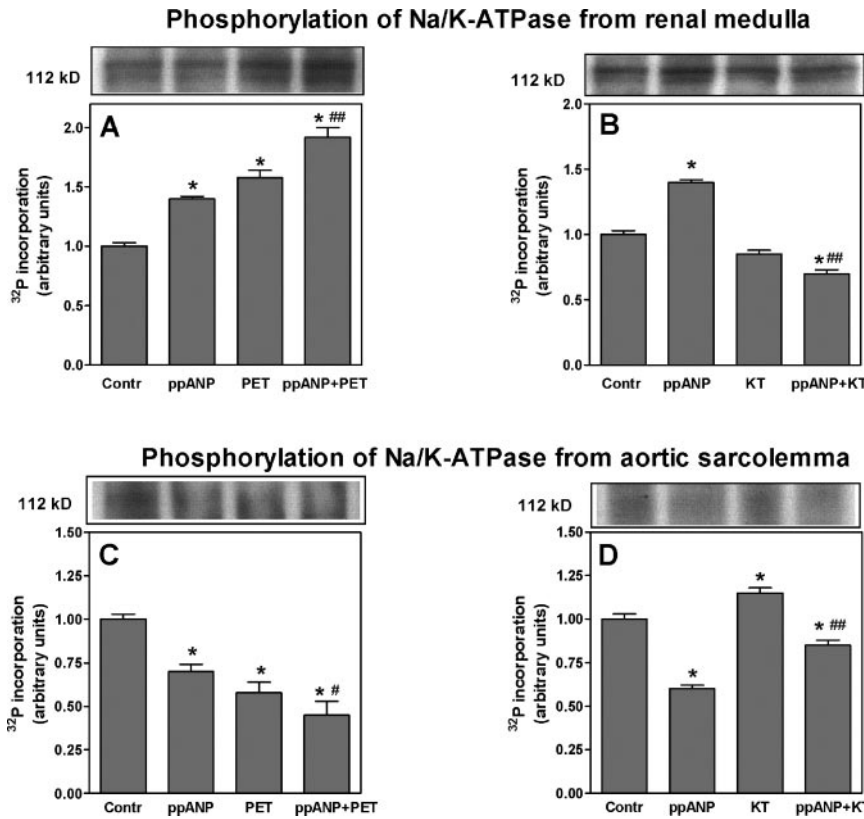 Phosphorylation of Na/K-ATPase from renal medulla
112 kD
A
2.0
1.5
1.0
0.5
0.0
32P incorporation
(arbitrary units)
*
*
* ##
Contr ppANP PET ppANP+PET
112 kD
B
2.0
1.5
1.0
0.5
0.0
32P incorporation
(arbitrary units)
*
* ##
Contr ppANP KT ppANP+KT
Phosphorylation of Na/K-ATPase from aortic sarcolemma
112 kD
C
1.50
1.25
1.00
0.75
0.50
0.25
0.00
32P incorporation
(arbitrary units)
*
*
* #
Contr ppANP PET ppANP+PET
112 kD
D
1.50
1.25
1.00
0.75
0.50
0.25
0.00
32P incorporation
(arbitrary units)
*
*
* ##
Contr ppANP KT ppANP+KT